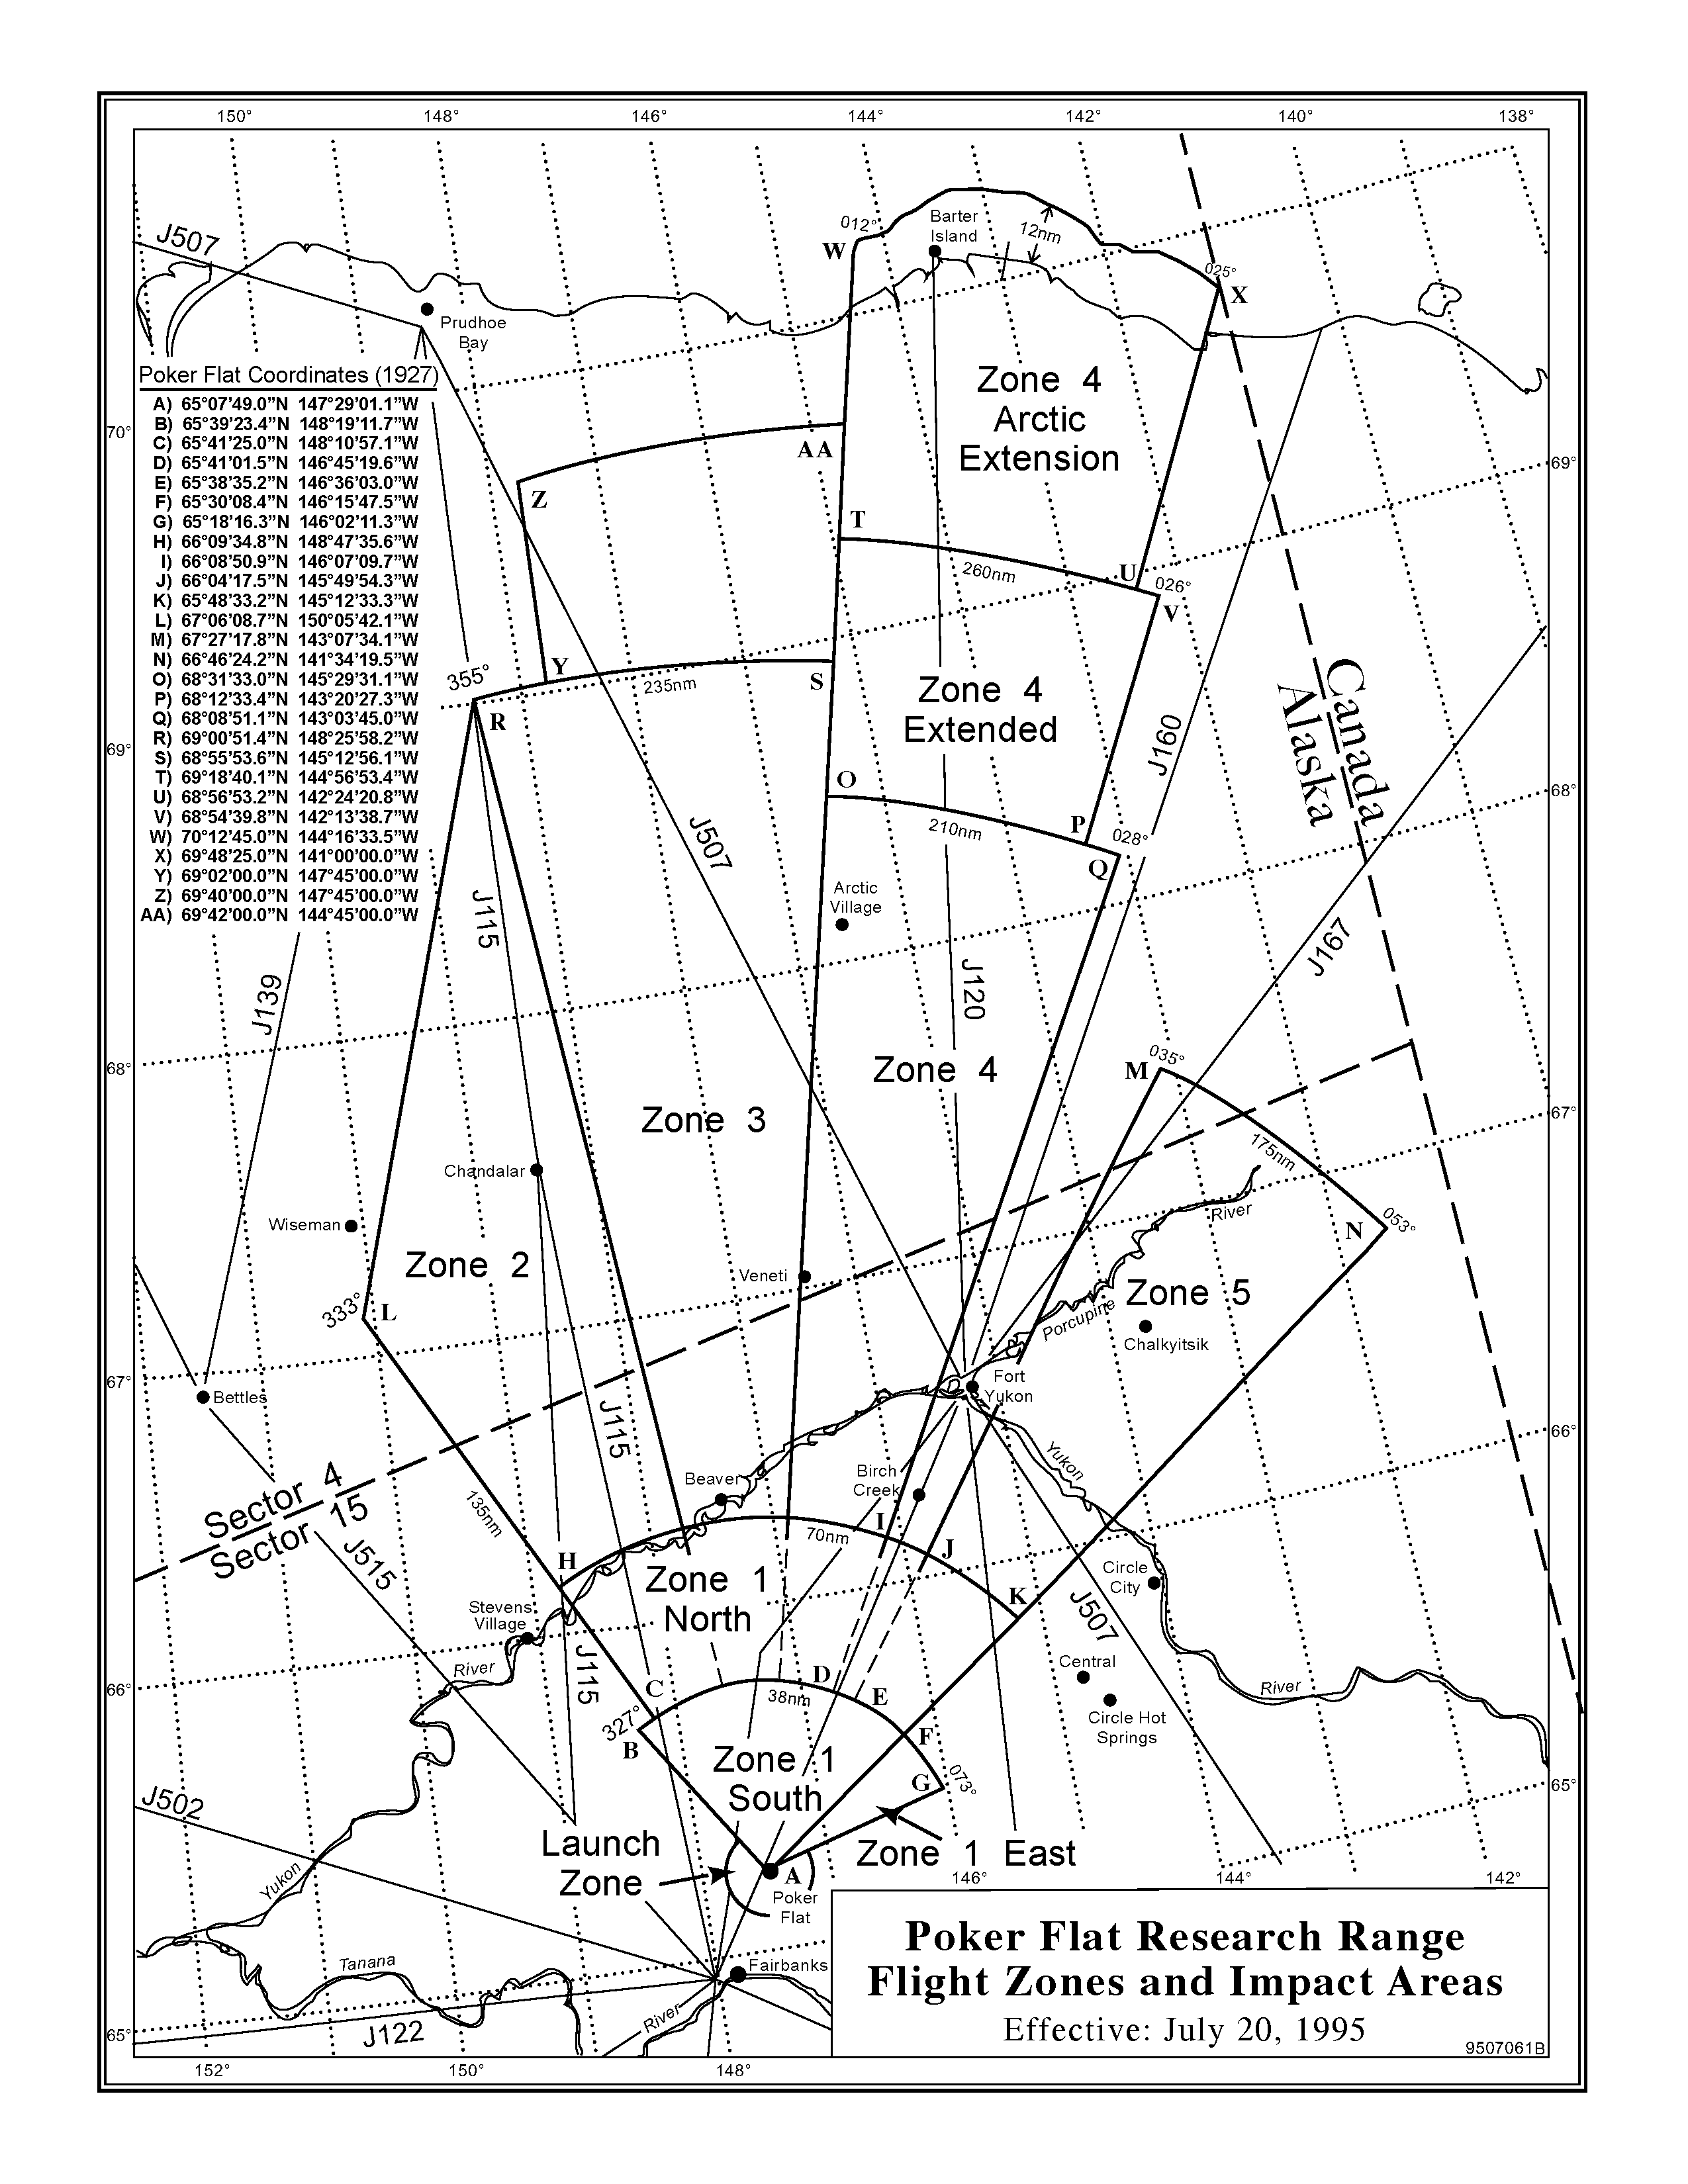 150° 148° 146° 144° 142° 140° 138°
J507
012°
W
Barter
Island
12nm
025°
X
Prudhoe
Bay
Poker Flat Coordinates (1927)
A) 65°07'49.0"N 147°29'01.1"W
B) 65°39'23.4"N 148°19'11.7"W
C) 65°41'25.0"N 148°10'57.1"W
D) 65°41'01.5"N 146°45'19.6"W
E) 65°38'35.2"N 146°36'03.0"W
F) 65°30'08.4"N 146°15'47.5"W
G) 65°18'16.3"N 146°02'11.3"W
H) 66°09'34.8"N 148°47'35.6"W
I) 66°08'50.9"N 146°07'09.7"W
J) 66°04'17.5"N 145°49'54.3"W
K) 65°48'33.2"N 145°12'33.3"W
L) 67°06'08.7"N 150°05'42.1"W
M) 67°27'17.8"N 143°07'34.1"W
N) 66°46'24.2"N 141°34'19.5"W
O) 68°31'33.0"N 145°29'31.1"W
P) 68°12'33.4"N 143°20'27.3"W
Q) 68°08'51.1"N 143°03'45.0"W
R) 69°00'51.4"N 148°25'58.2"W
S) 68°55'53.6"N 145°12'56.1"W
T) 69°18'40.1"N 144°56'53.4"W
U) 68°56'53.2"N 142°24'20.8"W
V) 68°54'39.8"N 142°13'38.7"W
W) 70°12'45.0"N 144°16'33.5"W
X) 69°48'25.0"N 141°00'00.0"W
Y) 69°02'00.0"N 147°45'00.0"W
Z) 69°40'00.0"N 147°45'00.0"W
AA) 69°42'00.0"N 144°45'00.0"W
Zone 4
Arctic
Extension
70°
AA
69°
Z
T
260nm
U
026°
V
355°
Y
235nm
S
R
Zone 4
Extended
Canada
Alaska
J160
69°
O
68°
210nm
P
028°
Q
J507
Arctic
Village
J115
J167
J139
J120
68°
Zone 4
035°
M
67°
Zone 3
175nm
Chandalar
Wiseman
River
N
053°
Zone 2
Veneti
Zone 5
333°
L
Porcupine
Chalkyitsik
67°
Bettles
Fort
Yukon
J115
66°
Sector 4
Sector 15
Beaver
Birch
Creek
Yukon
135nm
J515
I
70nm
J
H
Circle
City
Zone 1
North
K
Stevens
Village
J507
River
J115
Central
66°
C
D
38nm
E
River
Circle Hot
Springs
327°
B
F
Zone 1
South
G
073°
65°
J502
Launch
Zone
Zone 1 East
146° 144° 142°
A
Poker
Flat
Yukon
Poker Flat Research Range
Flight Zones and Impact Areas
Effective: July 20, 1995
9507061B
Tanana
Fairbanks
River
65°
J122
152° 150° 148°